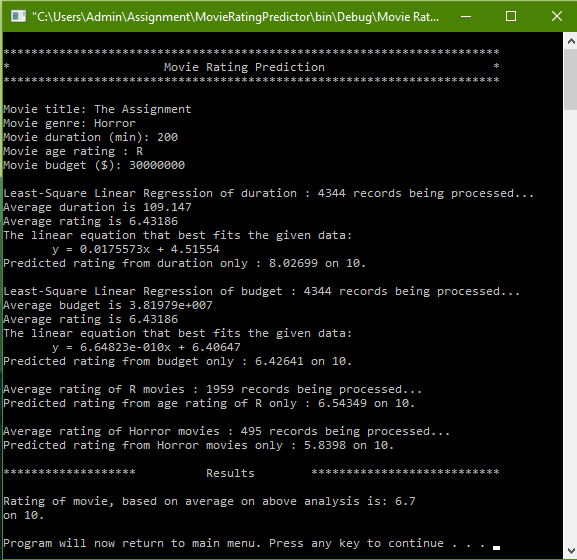 "C:\Users\Admin\Assignment\MovieRatingPredictor\bin\Debug\Movie Rat...
***********************************************************************
* Movie Rating Prediction *
***********************************************************************
Movie title: The Assignment
Movie genre: Horror
Movie duration (min): 200
Movie age rating : R
Movie budget ($): 30000000
Least-Square Linear Regression of duration : 4344 records being processed...
Average duration is 109.147
Average rating is 6.43186
The linear equation that best fits the given data:
y = 0.0175573x + 4.51554
Predicted rating from duration only : 8.02699 on 10.
Least-Square Linear Regression of budget : 4344 records being processed...
Average budget is 3.81979e+007
Average rating is 6.43186
The linear equation that best fits the given data:
y = 6.64823e-010x + 6.40647
Predicted rating from budget only : 6.42641 on 10.
Average rating of R movies : 1959 records being processed...
Predicted rating from age rating of R only : 6.54349 on 10.
Average rating of Horror movies : 495 records being processed...
Predicted rating from Horror movies only : 5.8398 on 10.
******************* Results ***************************
Rating of movie, based on average on above analysis is: 6.7
on 10.
Program will now return to main menu. Press any key to continue . . .